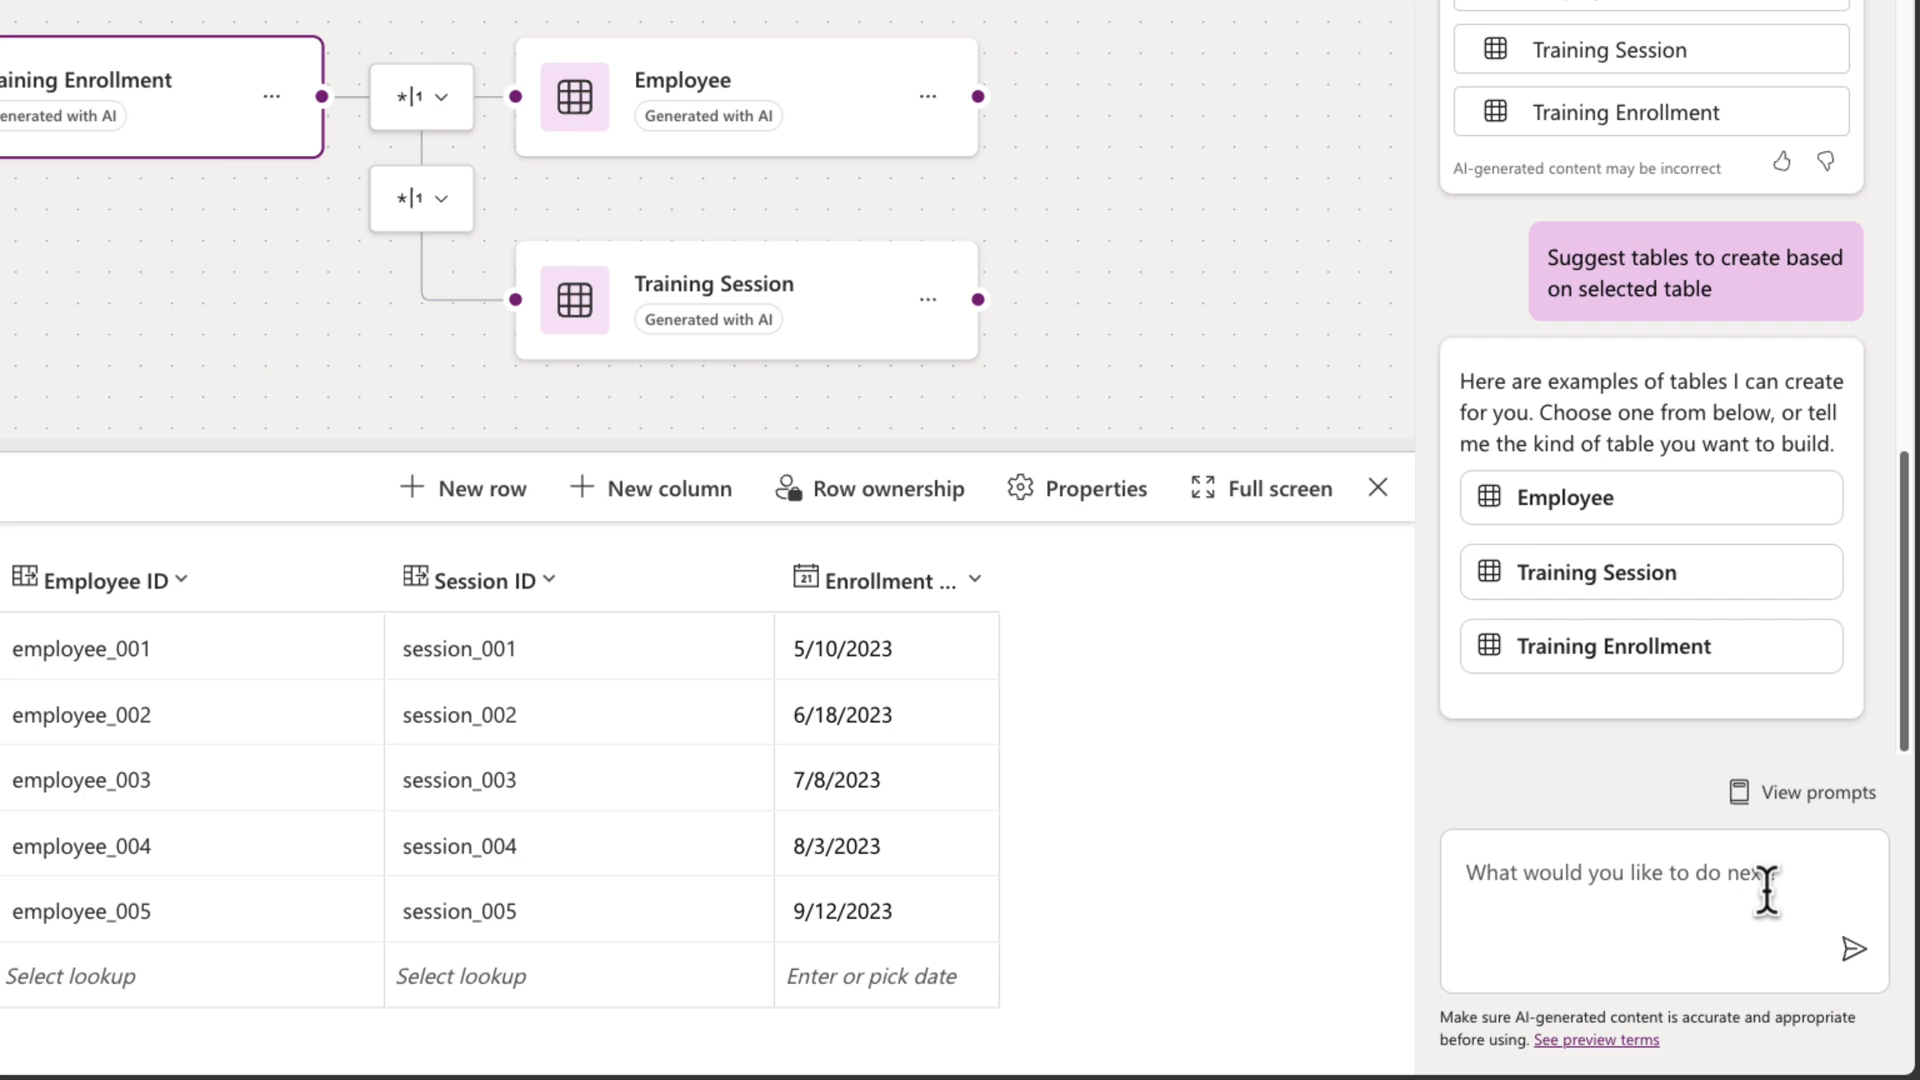 aining Enrollment
enerated with AI
*|1
Employee
Generated with AI
*|1
Training Session
Generated with AI
New row
New column
Row ownership
Properties
Full screen
Employee ID
Session ID
21
Enrollment ...
employee_001
session_001
5/10/2023
employee_002
session_002
6/18/2023
employee_003
session_003
7/8/2023
employee_004
session_004
8/3/2023
employee_005
session_005
9/12/2023
Select lookup
Select lookup
Enter or pick date
Training Session
Training Enrollment
AI-generated content may be incorrect
Suggest tables to create based
on selected table
Here are examples of tables I can create
for you. Choose one from below, or tell
me the kind of table you want to build.
Employee
Training Session
Training Enrollment
View prompts
What would you like to do nex
Make sure AI-generated content is accurate and appropriate
before using. See preview terms